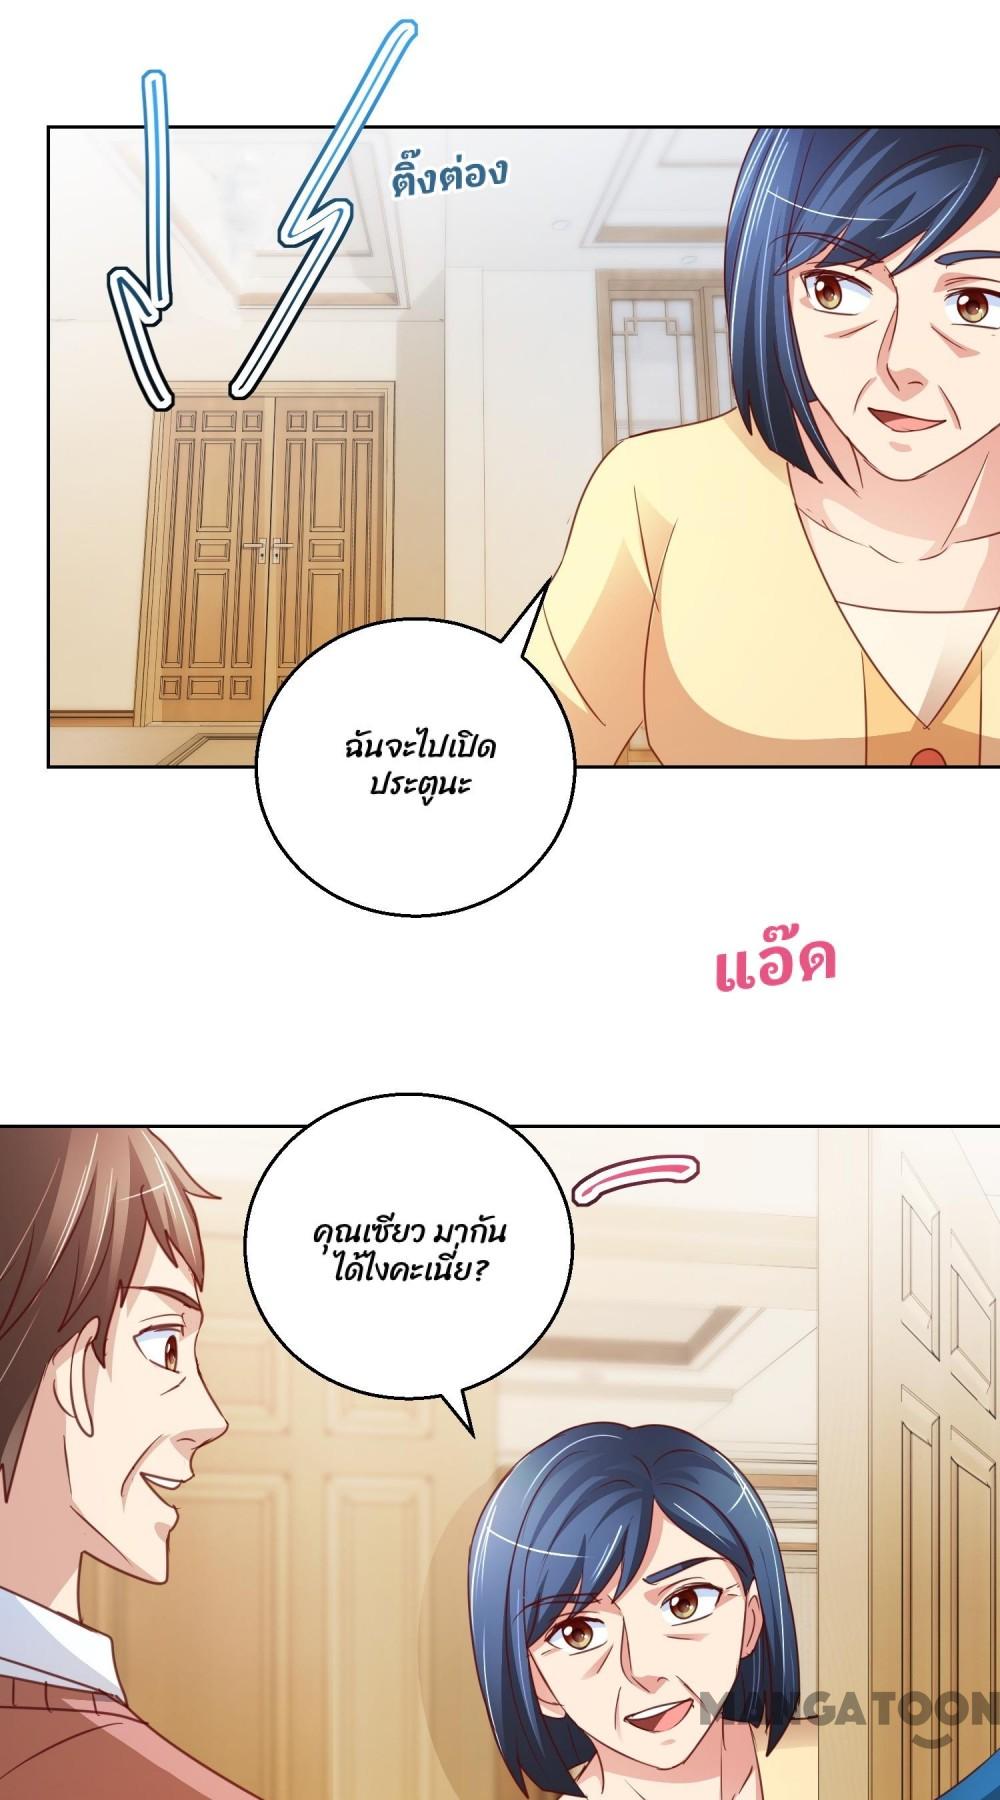 ติ๊งต่อง
ฉันจะไปเปิด
ประตูนะ
แอ๊ด
คุณเซียว มากัน
ได้ไงคะเนี่ย?
MANGATOON